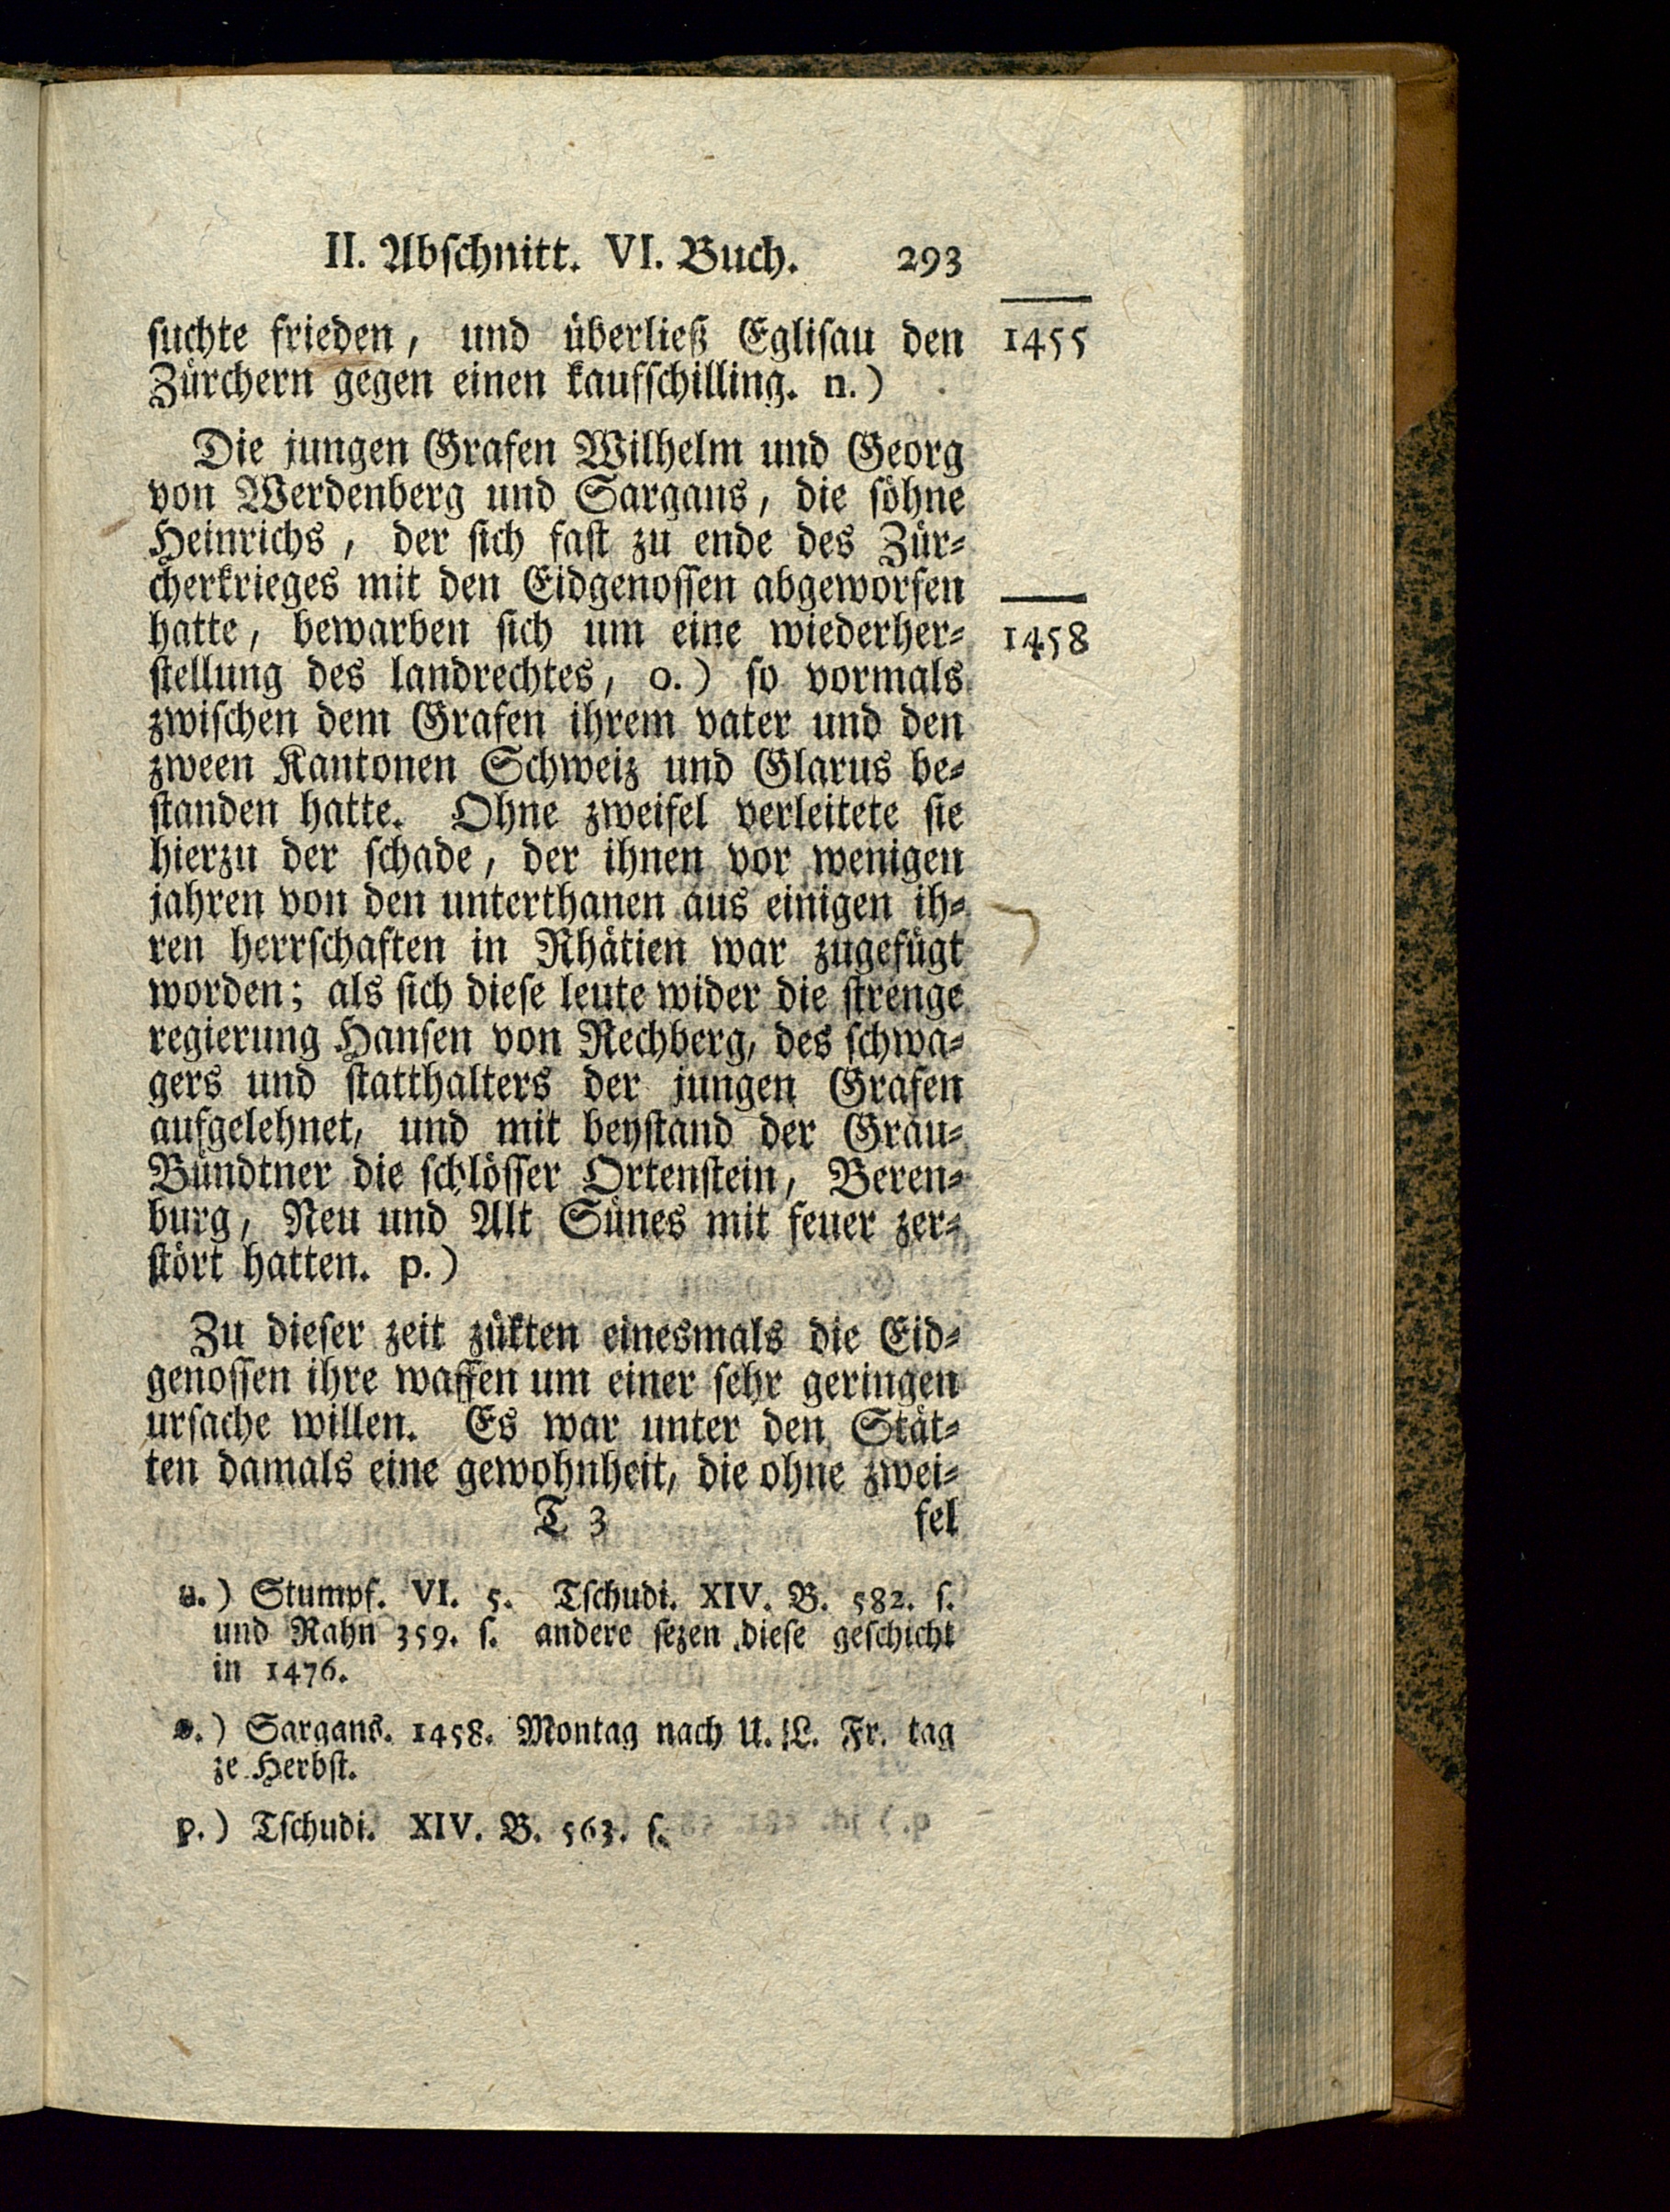 II. Abſchnitt. VI. Buch. 293
ſuchte frieden, und überließ Egliſau den 1455
Zürchern gegen einen kaufſchilling. n.)
Die jungen Grafen Wilhelm und Georg
von Werdenberg und Sargans, die ſöhne
Heinrichs, der ſich faſt zu ende des Zür⸗
cherkrieges mit den Eidgenoſſen abgeworfen
hatte, bewarben ſich um eine wiederher⸗ 1458
ſtellung des landrechtes, o.) ſo vormals
zwiſchen dem Grafen ihrem vater und den
zween Kantonen Schweiz und Glarus be⸗
ſtanden hatte. Ohne zweifel verleitete ſie
hierzu der ſchade, der ihnen vor wenigen
jahren von den unterthanen aus einigen ih⸗
ren herrſchaften in Rhätien war zugefügt
worden; als ſich dieſe leute wider die ſtrenge
regierung Hanſen von Rechberg, des ſchwa⸗
gers und ſtatthalters der jungen Grafen
aufgelehnet, und mit beyſtand der Grau⸗
Bündtner die ſchlöſſer Ortenſtein, Beren⸗
burg, Neu und Alt Sünes mit feuer zer⸗
ſtört hatten. p.)
Zu dieſer zeit zükten einesmals die Eid⸗
genoſſen ihre waffen um einer ſehr geringen
urſache willen. Es war unter den Stät⸗
ten damals eine gewohnheit, die ohne zwei⸗
T 3 fel
n.) Stumpf. VI. 5. Tſchudi. XIV. B. 582. ſ.
und Rahn 359. ſ. andere ſezen dieſe geſchicht
in 1476.
o.) Sargans. 1458. Montag nach U. L. Fr. tag
ze Herbſt.
p.) Tſchudi. XIV. B. 563. ſ.